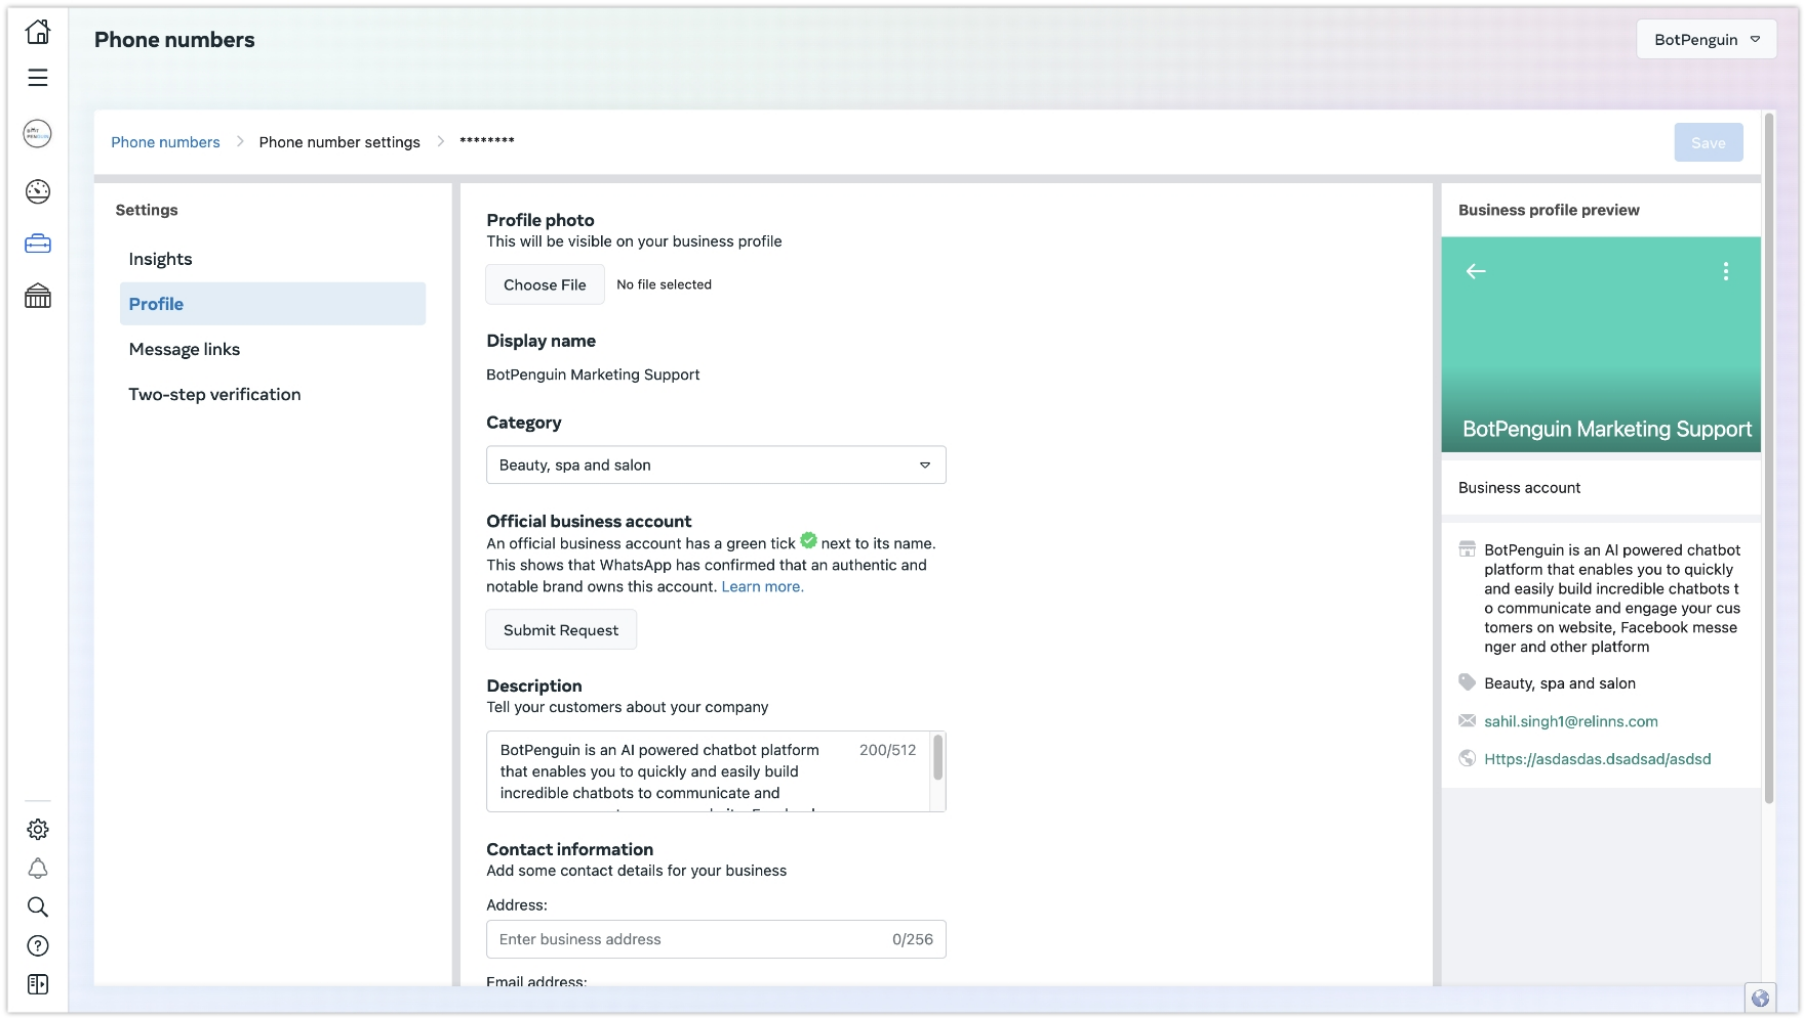 Phone numbers
BotPenguin
Phone numbers > Phone number settings > ********
Save
Settings
Insights
Profile
Message links
Two-step verification
Profile photo
This will be visible on your business profile
Choose File No file selected
Display name
BotPenguin Marketing Support
Category
Beauty, spa and salon
Official business account
An official business account has a green tick next to its name.
This shows that WhatsApp has confirmed that an authentic and
notable brand owns this account. Learn more.
Submit Request
Description
Tell your customers about your company
BotPenguin is an AI powered chatbot platform 200/512
that enables you to quickly and easily build
incredible chatbots to communicate and
Contact information
Add some contact details for your business
Address:
Enter business address 0/256
Email address:
Business profile preview
BotPenguin Marketing Support
Business account
BotPenguin is an AI powered chatbot
platform that enables you to quickly
and easily build incredible chatbots t
o communicate and engage your cus
tomers on website, Facebook messe
nger and other platform
Beauty, spa and salon
sahil.singh1@relinns.com
Https://asdasdas.dsadsad/asdsd